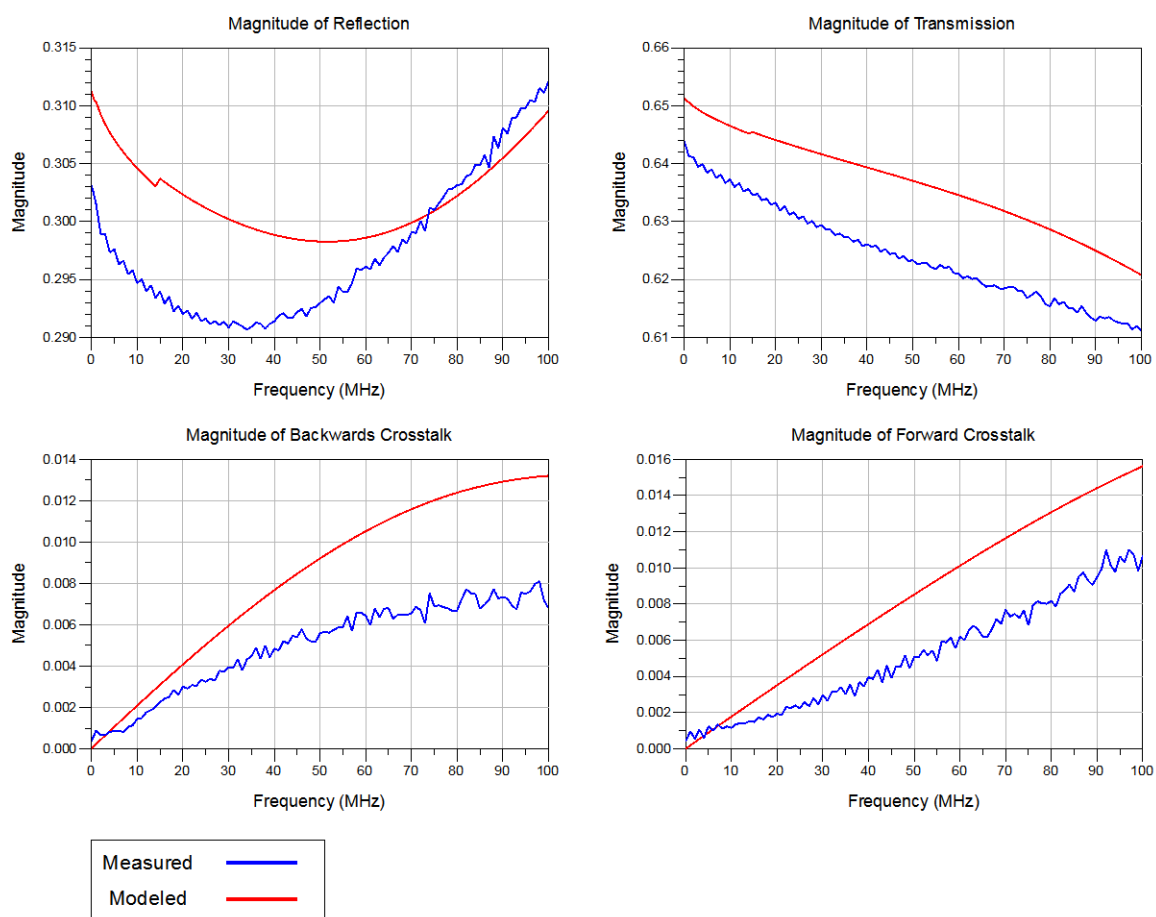 Magnitude of Reflection
0.315
0.310
0.305
0.300
0.295
0.290
Magnitude
0 10 20 30 40 50 60 70 80 90 100
Frequency (MHz)
Magnitude of Transmission
0.66
0.65
0.64
0.63
0.62
0.61
Magnitude
0 10 20 30 40 50 60 70 80 90 100
Frequency (MHz)
Magnitude of Backwards Crosstalk
0.014
0.012
0.010
0.008
0.006
0.004
0.002
0.000
Magnitude
0 10 20 30 40 50 60 70 80 90 100
Frequency (MHz)
Magnitude of Forward Crosstalk
0.016
0.014
0.012
0.010
0.008
0.006
0.004
0.002
0.000
Magnitude
0 10 20 30 40 50 60 70 80 90 100
Frequency (MHz)
Measured
Modeled